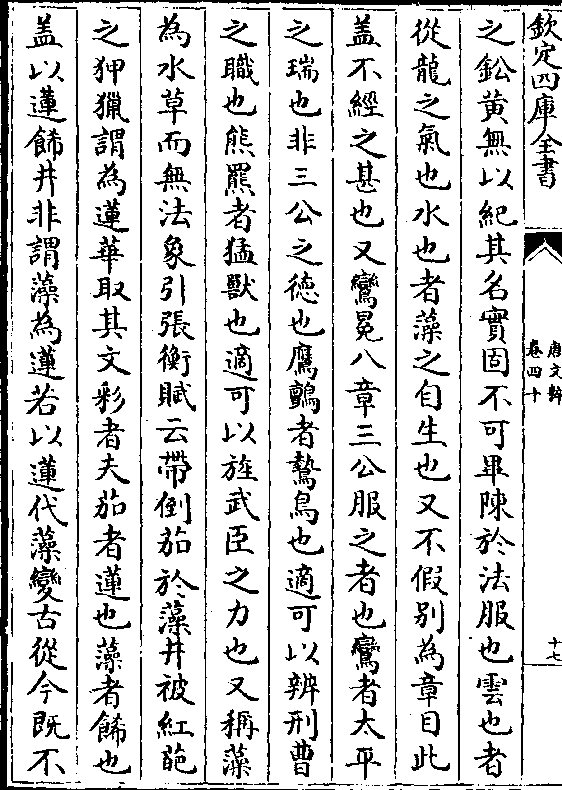 欽定四庫全書
唐文粹
卷四十
十七
之鈆黄無以紀其名實固不可畢陳於法服也雲也者
從龍之氣也水也者藻之自生也又不假别為章目此
盖不經之甚也又鸞冕八章三公服之者也鸞者太平
之瑞也非三公之徳也鷹鸇者鷙鳥也適可以辨刑曹
之職也熊羆者猛獸也適可以旌武臣之力也又稱藻
為水草而無法象引張衡賦云帶倒茄於藻井被紅葩
之狎獵謂為蓮華取其文彩者夫茄者蓮也藻者餙也
盖以蓮餙井非謂藻為蓮若以蓮代藻變古從今既不